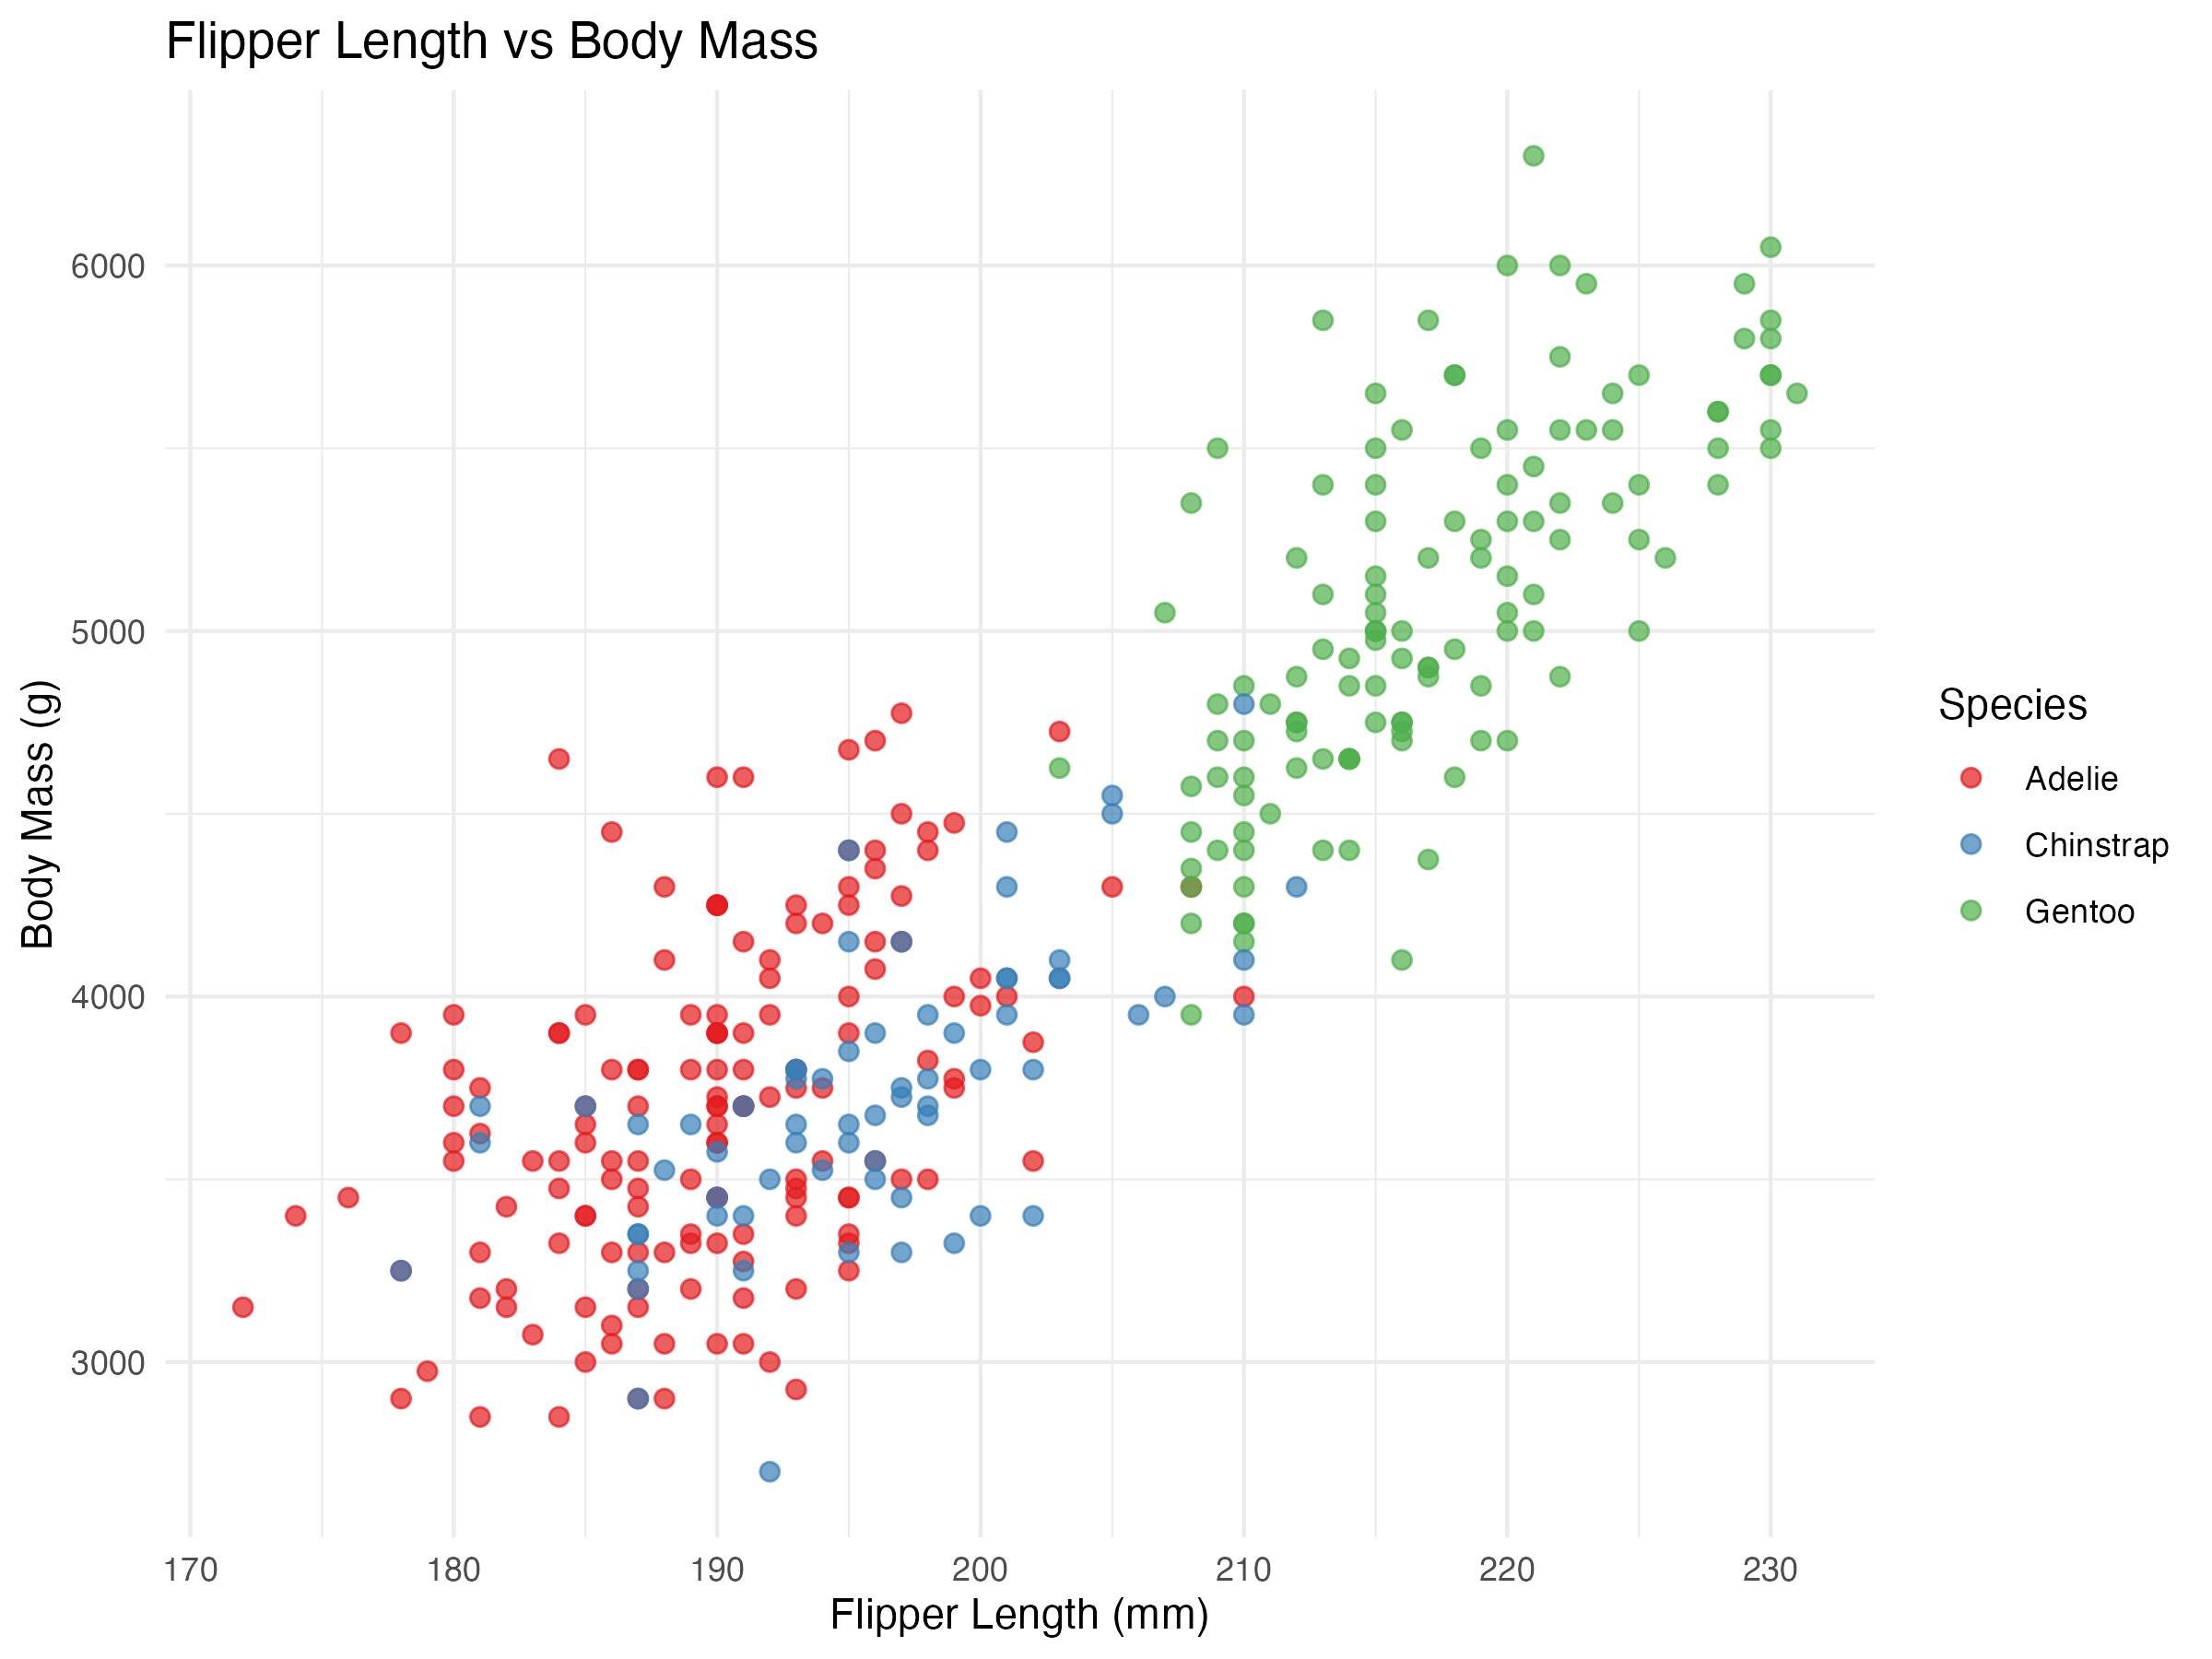 Flipper Length vs Body Mass
Body Mass (g)
6000
5000
4000
3000
170 180 190 200 210 220 230
Flipper Length (mm)
Species
Adelie
Chinstrap
Gentoo